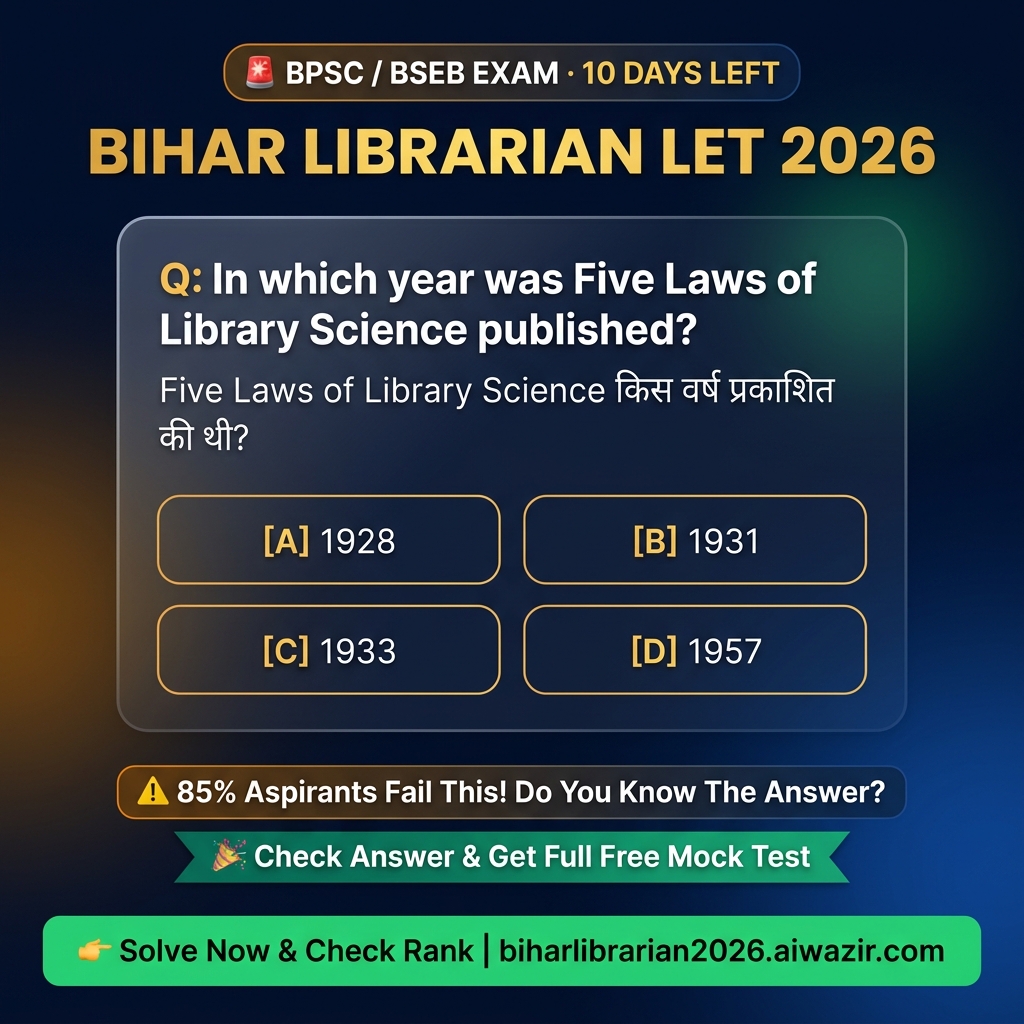 🚨 BPSC / BSEB EXAM · 10 DAYS LEFT
BIHAR LIBRARIAN LET 2026
Q: In which year was Five Laws of
Library Science published?
Five Laws of Library Science किस वर्ष प्रकाशित
की थी?
[A] 1928
[B] 1931
[C] 1933
[D] 1957
⚠️ 85% Aspirants Fail This! Do You Know The Answer?
🎉 Check Answer & Get Full Free Mock Test
👉 Solve Now & Check Rank | biharlibrarian2026.aiwazir.com